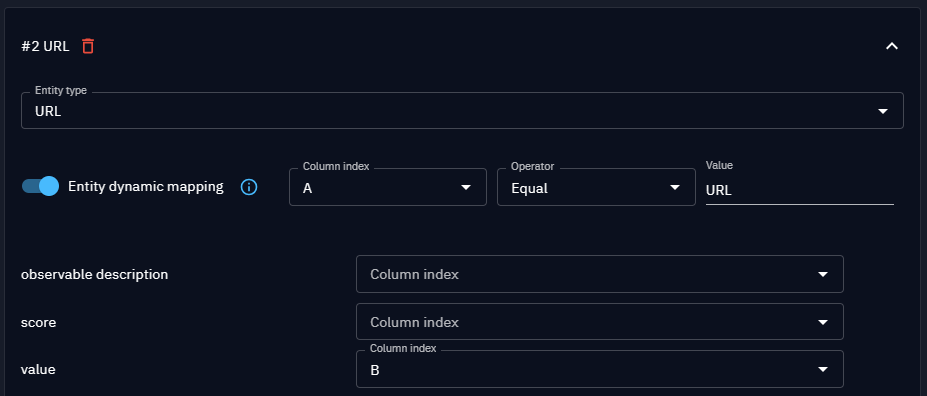 #2 URL
Entity type
URL
Entity dynamic mapping
Column index
A
Operator
Equal
Value
URL
observable description
Column index
score
Column index
value
Column index
B